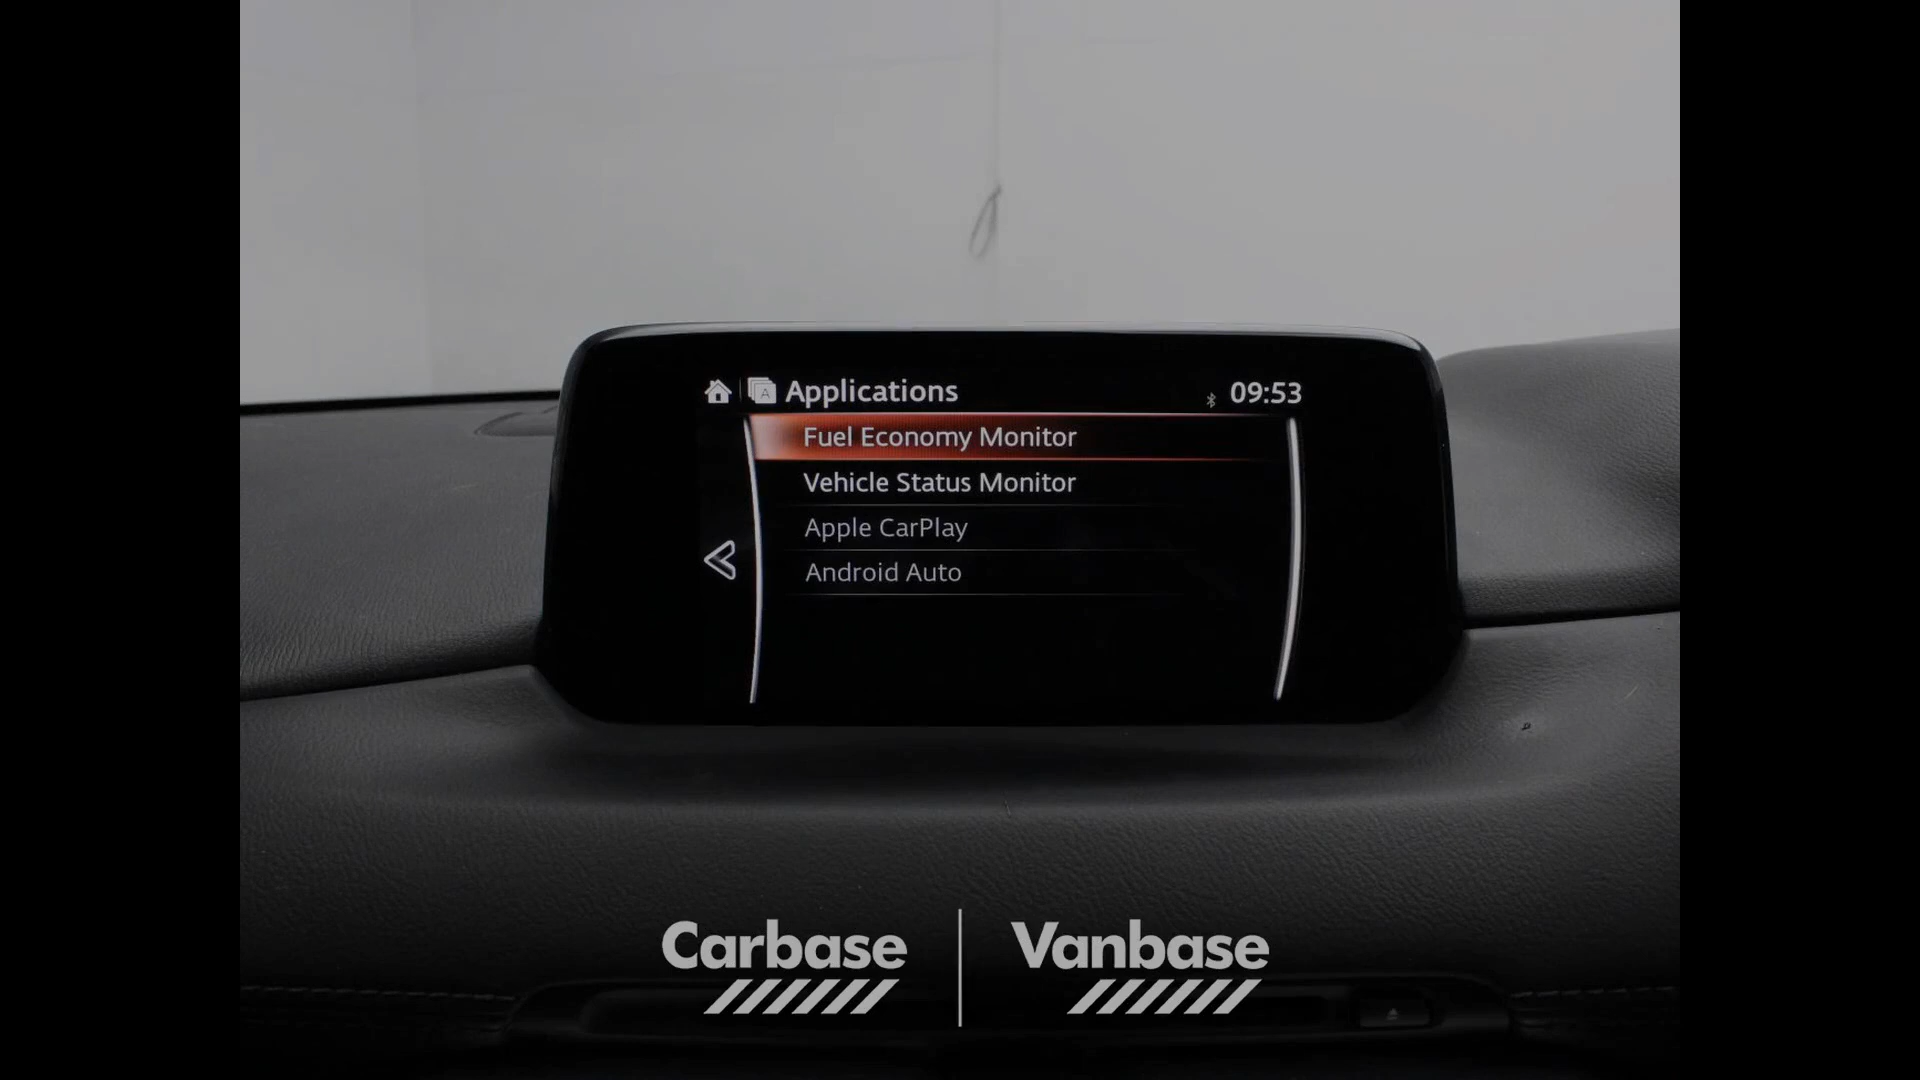 Applications
09:53
Fuel Economy Monitor
Vehicle Status Monitor
Apple CarPlay
Android Auto
Carbase
Vanbase